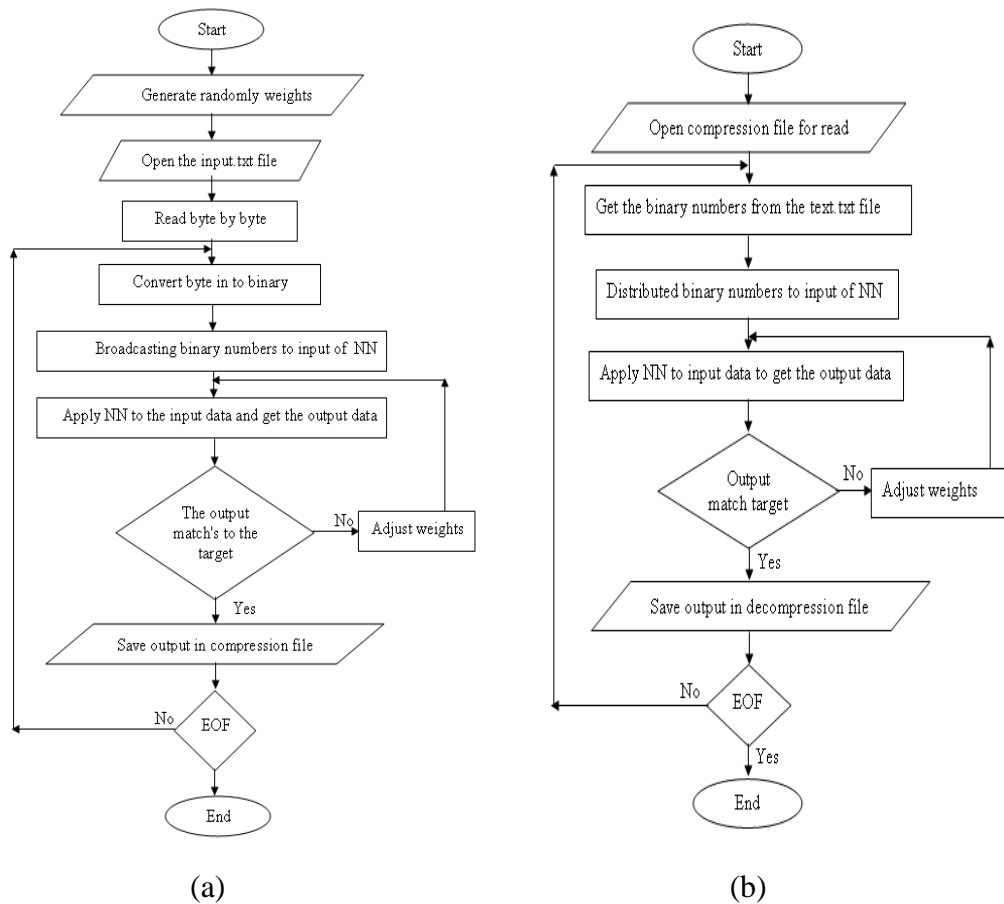 Start
Generate randomly weights
Open the input.txt file
Read byte by byte
Convert byte in to binary
Broadcasting binary numbers to input of NN
Apply NN to the input data and get the output data
The output
match's to the
target
No
Adjust weights
Yes
Save output in compression file
No
EOF
End
(a)
Start
Open compression file for read
Get the binary numbers from the text.txt file
Distributed binary numbers to input of NN
Apply NN to input data to get the output data
Output
match target
No
Adjust weights
Yes
Save output in decompression file
No
EOF
Yes
End
(b)